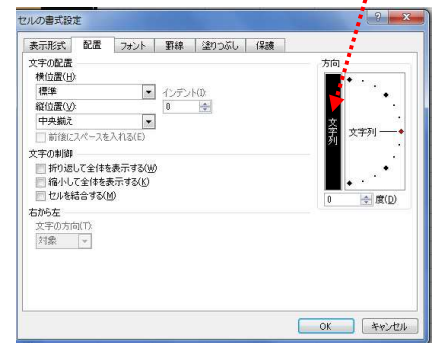 セルの書式設定
表示形式 配置 フォント 罫線 塗りつぶし 保護
文字の配置
横位置(H):
標準
インデント(I):
縦位置(V):
0
中央揃え
前後にスペースを入れる(E)
文字の制御
折り返して全体を表示する(W)
縮小して全体を表示する(K)
セルを結合する(M)
右から左
文字の方向(T):
対象
方向
文字列
文字列
0 度(D)
OK キャンセル